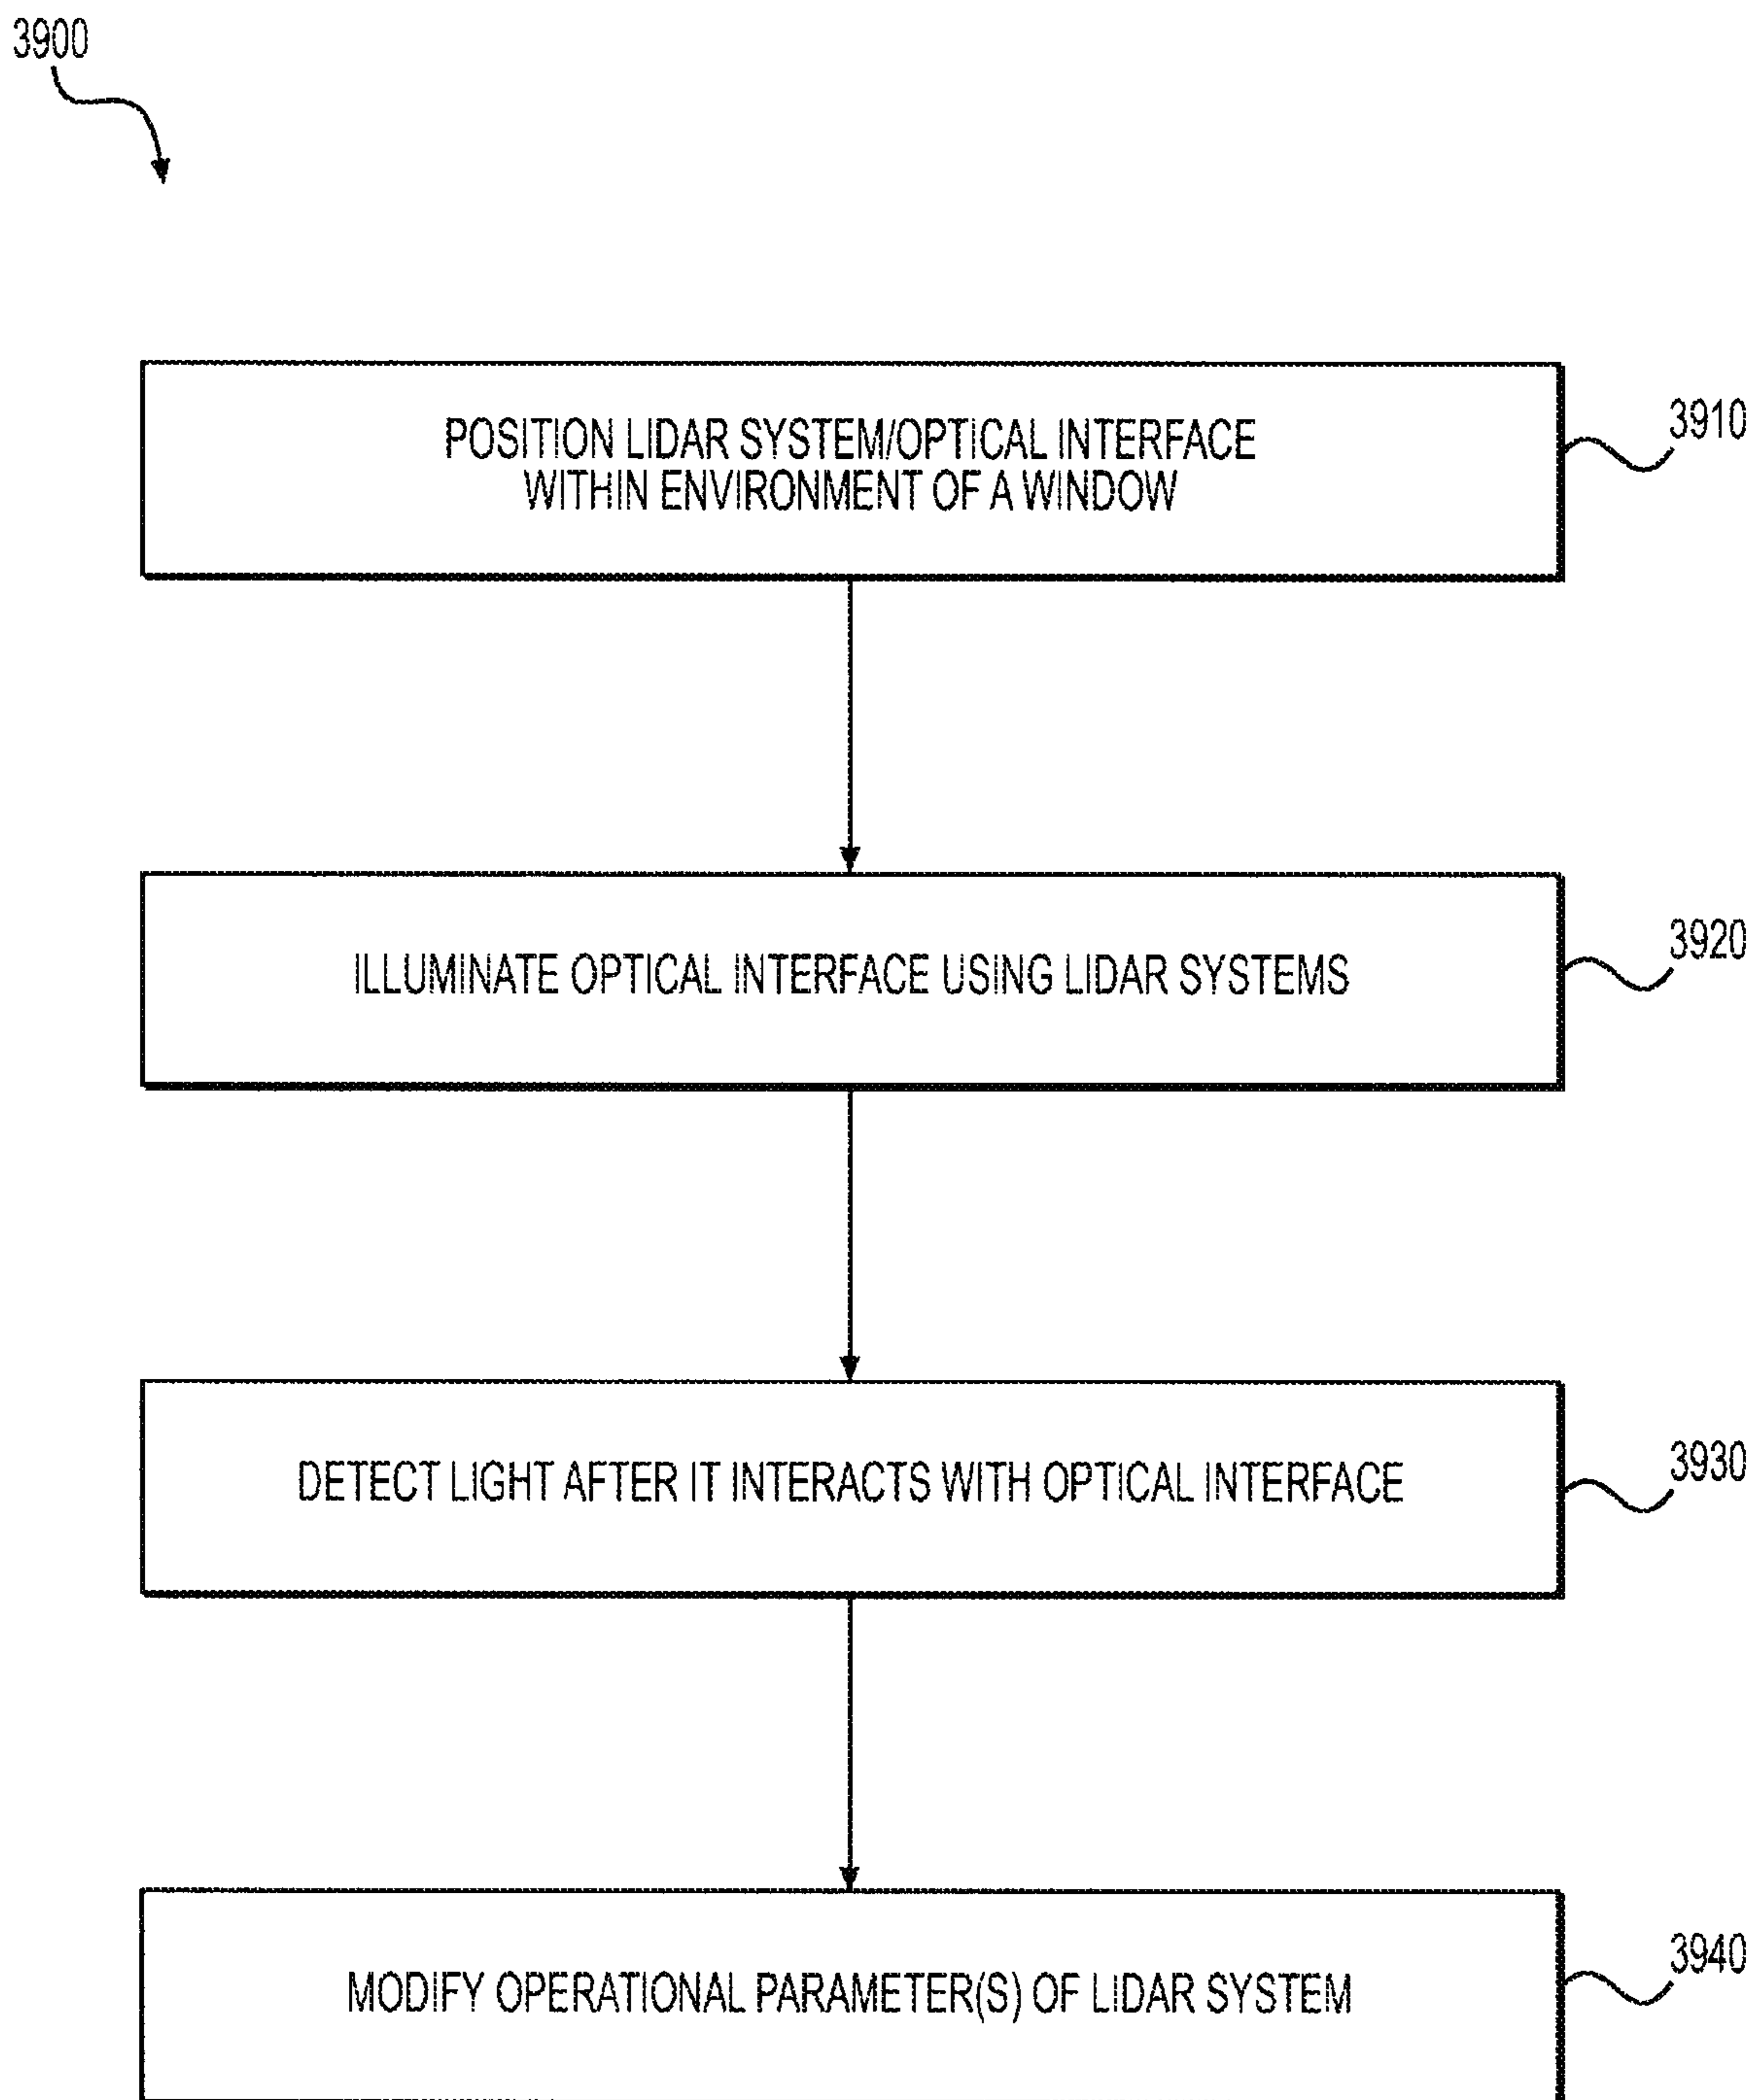 3900
POSITION LIDAR SYSTEM/OPTICAL INTERFACE
WITHIN ENVIRONMENT OF A WINDOW
3910
ILLUMINATE OPTICAL INTERFACE USING LIDAR SYSTEMS
3920
DETECT LIGHT AFTER IT INTERACTS WITH OPTICAL INTERFACE
3930
MODIFY OPERATIONAL PARAMETER(S) OF LIDAR SYSTEM
3940